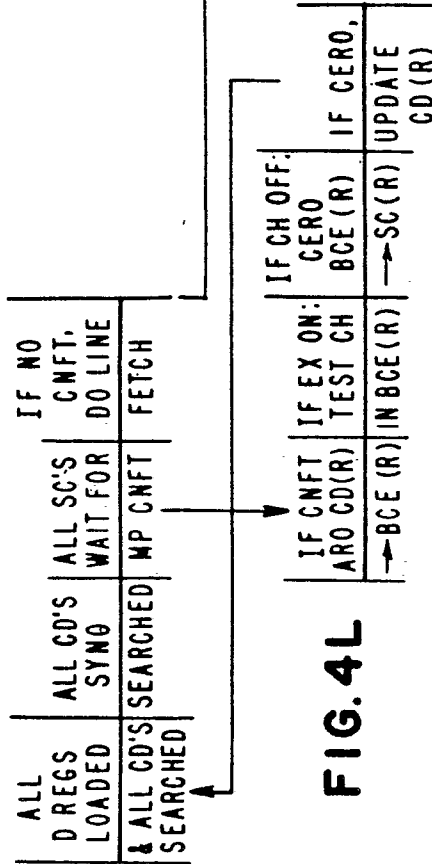 ALL
D REGS
LOADED
& ALL CD'S
SEARCHED
ALL CD'S
SYNQ
SEARCHED
ALL SC'S
WAIT FOR
MP CNFT
IF NO
CNFT,
DO LINE
FETCH
IF CNFT
ARO CD(R)
→BCE(R)
IF EX ON:
TEST CH
IN BCE(R)
IF CH OFF:
CERO
BCE(R)
→SC(R)
IF CERO,
UPDATE
CD(R)
FIG. 4L